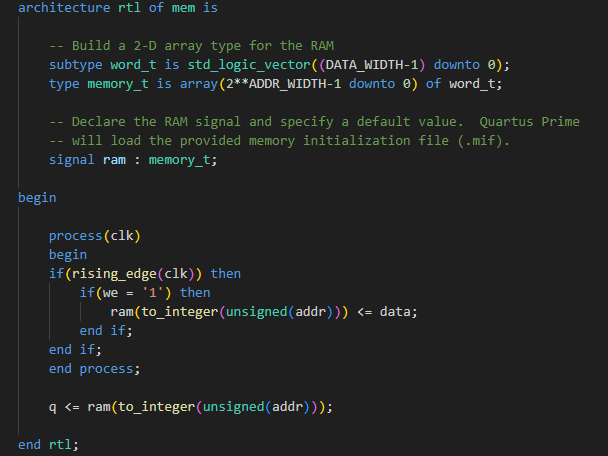 architecture rtl of mem is
-- Build a 2-D array type for the RAM
subtype word_t is std_logic_vector((DATA_WIDTH-1) downto 0);
type memory_t is array(2**ADDR_WIDTH-1 downto 0) of word_t;
-- Declare the RAM signal and specify a default value.  Quartus Prime
-- will load the provided memory initialization file (.mif).
signal ram : memory_t;
begin
process(clk)
begin
if(rising_edge(clk)) then
if(we = '1') then
ram(to_integer(unsigned(addr))) <= data;
end if;
end if;
end process;
q <= ram(to_integer(unsigned(addr)));
end rtl;